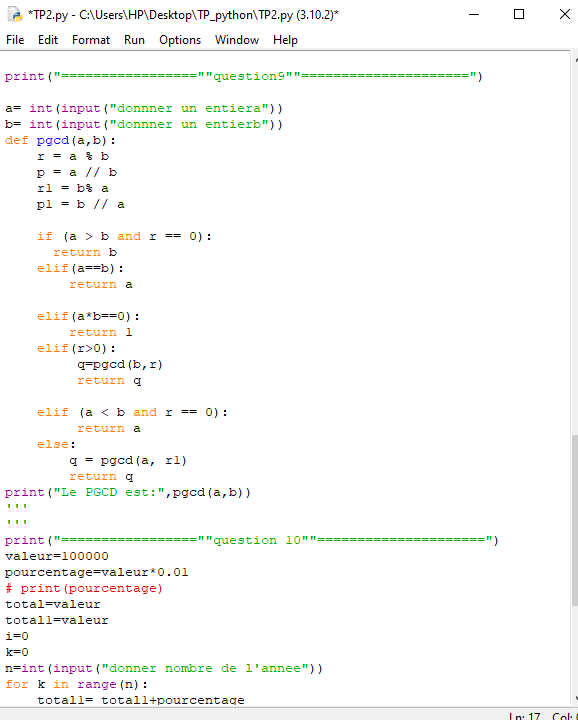 *TP2.py - C:\Users\HP\Desktop\TP_python\TP2.py (3.10.2)*
File Edit Format Run Options Window Help
print("=================""question9""=====================")
a= int(input("donnner un entiera"))
b= int(input("donnner un entierb"))
def pgcd(a,b):
    r = a % b
    p = a // b
    r1 = b% a
    p1 = b // a
    if (a > b and r == 0):
      return b
    elif(a==b):
        return a
    elif(a*b==0):
        return 1
    elif(r>0):
         q=pgcd(b,r)
         return q
    elif (a < b and r == 0):
         return a
    else:
        q = pgcd(a, r1)
        return q
print("Le PGCD est:",pgcd(a,b))
'''
'''
print("=================""question 10""=====================")
valeur=100000
pourcentage=valeur*0.01
# print(pourcentage)
total=valeur
total1=valeur
i=0
k=0
n=int(input("donner nombre de l'annee"))
for k in range(n):
    total1= total1+pourcentage
Ln: 17 Col: